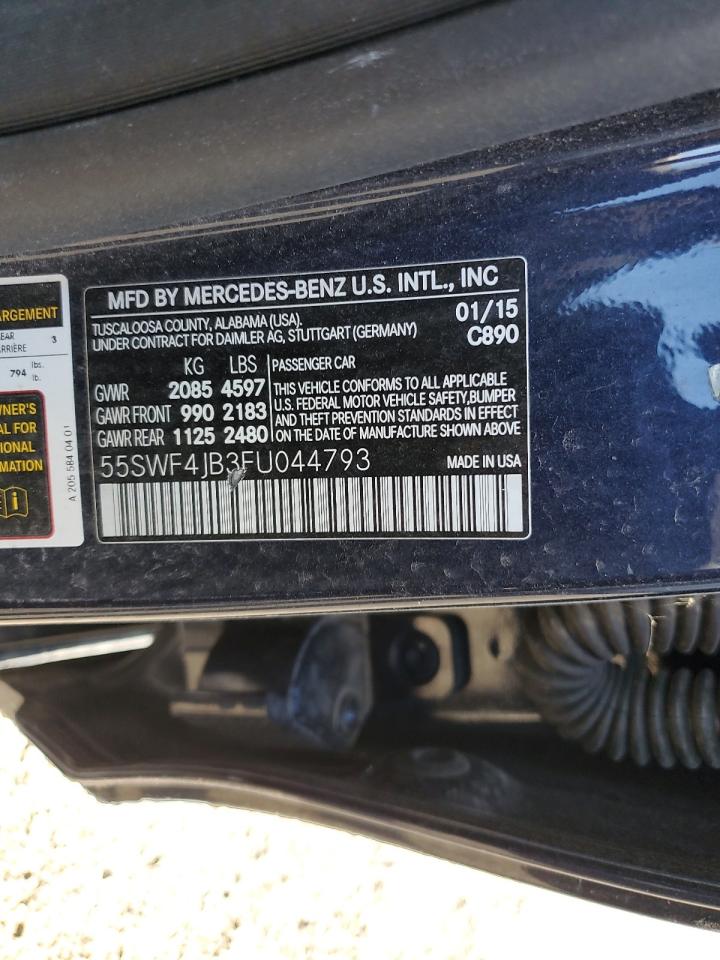 MFD BY MERCEDES-BENZ U.S. INTL., INC
TUSCALOOSA COUNTY, ALABAMA (USA). 01/15
UNDER CONTRACT FOR DAIMLER AG, STUTTGART (GERMANY) C890
KG LBS PASSENGER CAR
GVWR 2085 4597 THIS VEHICLE CONFORMS TO ALL APPLICABLE
U.S. FEDERAL MOTOR VEHICLE SAFETY,BUMPER
GAWR FRONT 990 2183 AND THEFT PREVENTION STANDARDS IN EFFECT
GAWR REAR 1125 2480 ON THE DATE OF MANUFACTURE SHOWN ABOVE
55SWF4JB3FU044793 MADE IN USA
ARGEMENT
EAR 3
RRIÈRE
794 lbs.
lb.
WNER'S
AL FOR
IONAL
MATION
i
A 205 584 04 01